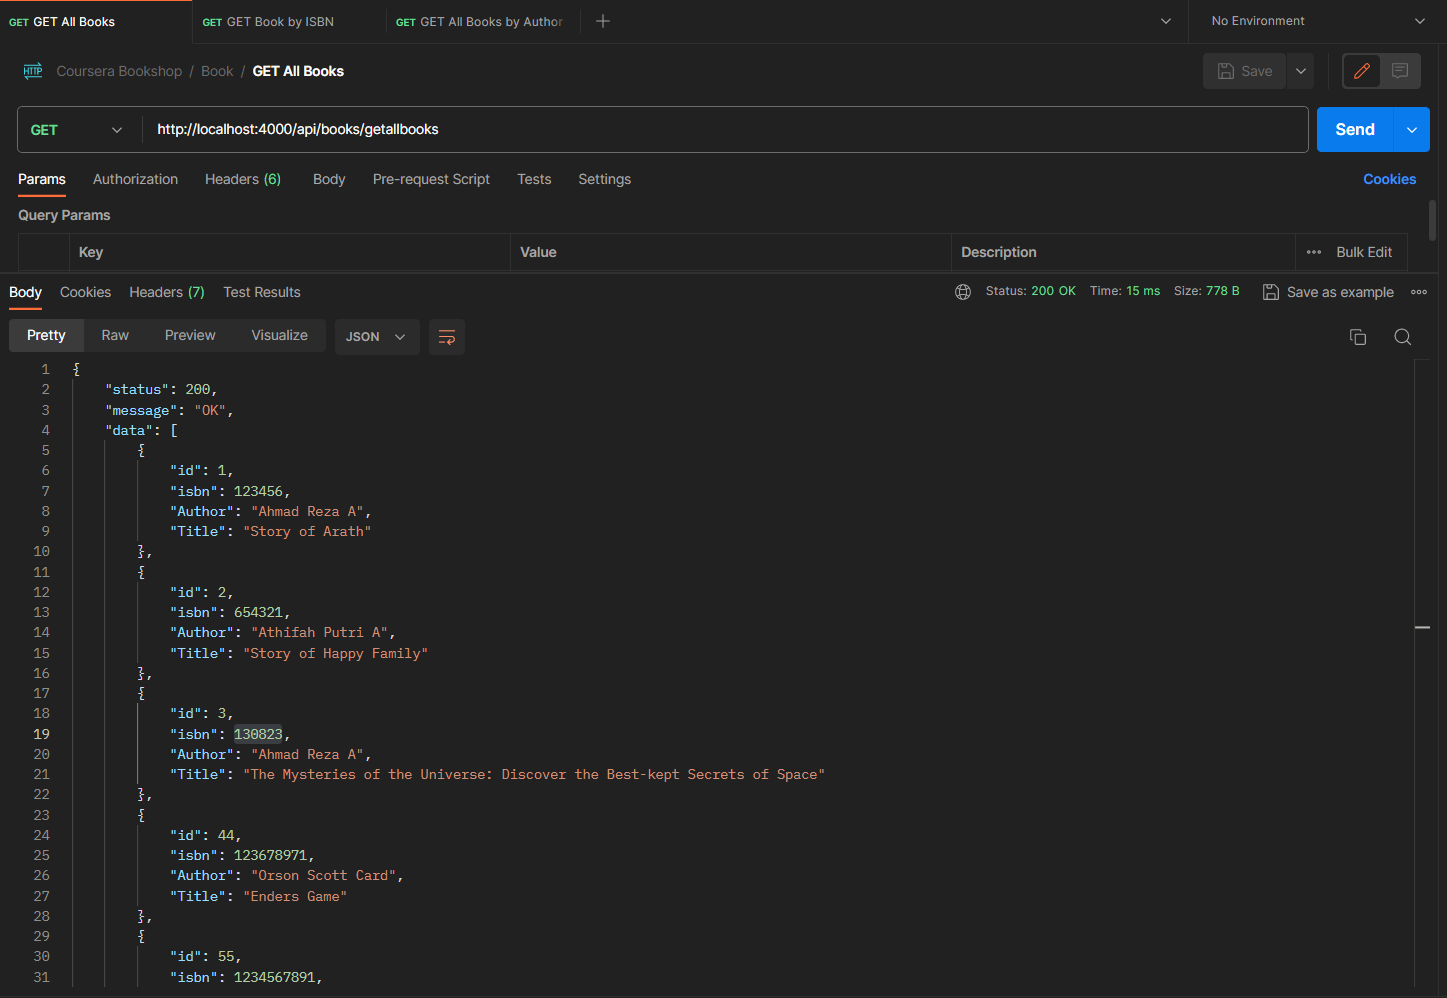 GET GET All Books GET GET Book by ISBN GET GET All Books by Author No Environment
HTTP Coursera Bookshop / Book / GET All Books Save
GET http://localhost:4000/api/books/getallbooks Send
Params Authorization Headers (6) Body Pre-request Script Tests Settings Cookies
Query Params
Key Value Description Bulk Edit
Body Cookies Headers (7) Test Results Status: 200 OK Time: 15 ms Size: 778 B Save as example
Pretty Raw Preview Visualize JSON
1 {
2 "status": 200,
3 "message": "OK",
4 "data": [
5 {
6 "id": 1,
7 "isbn": 123456,
8 "Author": "Ahmad Reza A",
9 "Title": "Story of Arath"
10 },
11 {
12 "id": 2,
13 "isbn": 654321,
14 "Author": "Athifah Putri A",
15 "Title": "Story of Happy Family"
16 },
17 {
18 "id": 3,
19 "isbn": 130823,
20 "Author": "Ahmad Reza A",
21 "Title": "The Mysteries of the Universe: Discover the Best-kept Secrets of Space"
22 },
23 {
24 "id": 44,
25 "isbn": 123678971,
26 "Author": "Orson Scott Card",
27 "Title": "Enders Game"
28 },
29 {
30 "id": 55,
31 "isbn": 1234567891,